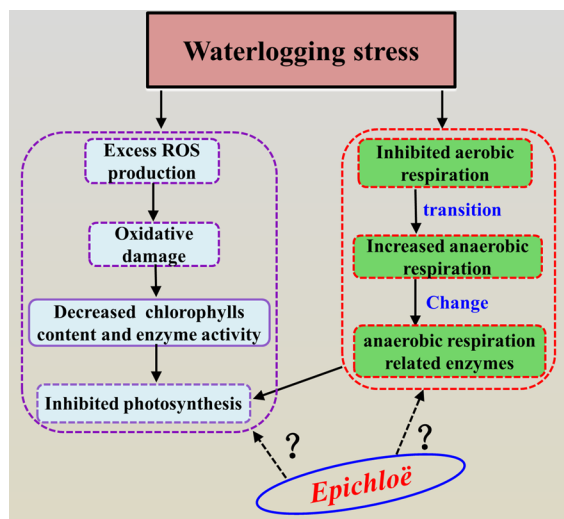 Waterlogging stress
Excess ROS
production
Oxidative
damage
Decreased chlorophylls
content and enzyme activity
Inhibited photosynthesis
Inhibited aerobic
respiration
transition
Increased anaerobic
respiration
Change
anaerobic respiration
related enzymes
?
?
Epichloë